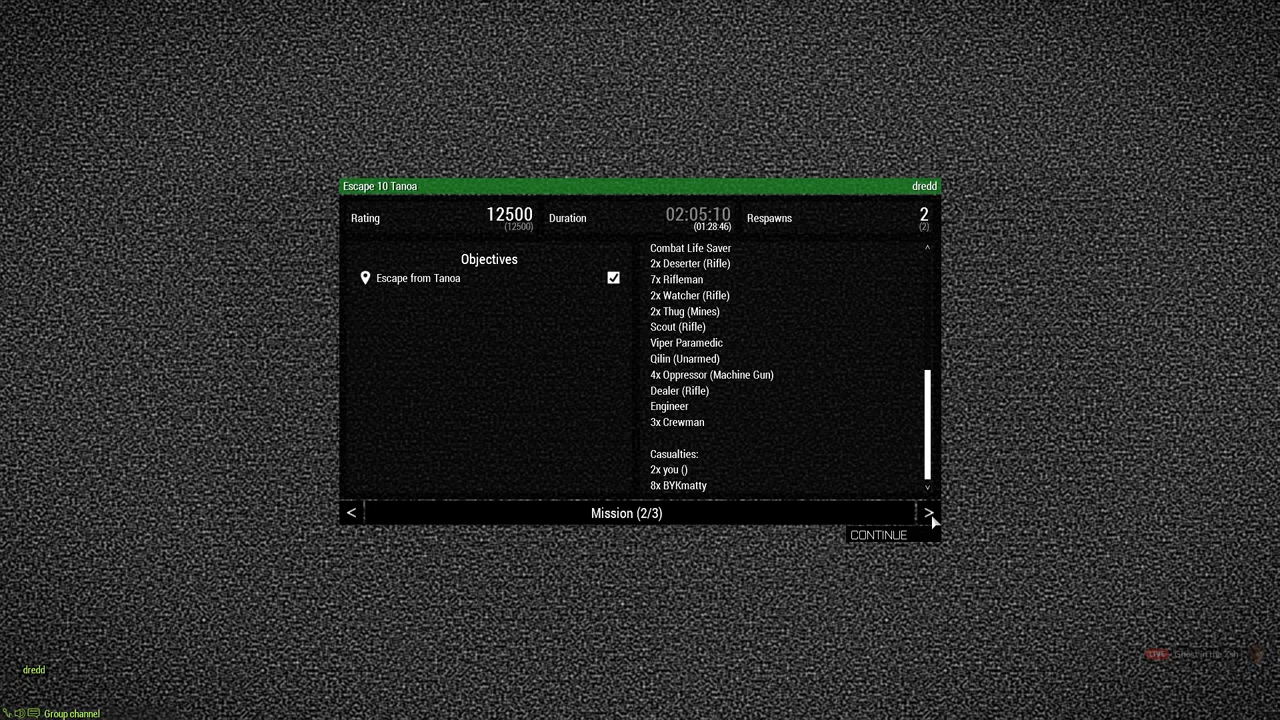 Escape 10 Tanoa dredd
Rating 12500 Duration 02:05:10 Respawns 2
(12500) (01:28:46) (2)
Objectives
Escape from Tanoa
Combat Life Saver
2x Deserter (Rifle)
7x Rifleman
2x Watcher (Rifle)
2x Thug (Mines)
Scout (Rifle)
Viper Paramedic
Qilin (Unarmed)
4x Oppressor (Machine Gun)
Dealer (Rifle)
Engineer
3x Crewman
Casualties:
2x you ()
8x BYKmatty
< Mission (2/3) >
CONTINUE
LIVE
dredd
Group channel